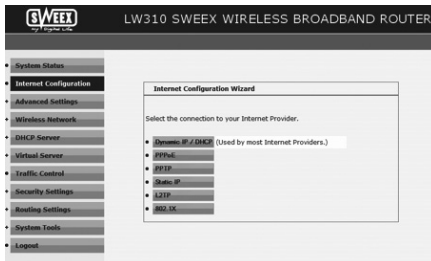 SWEEX
my Digital Life
LW310 SWEEX WIRELESS BROADBAND ROUTER
System Status
Internet Configuration
Advanced Settings
Wireless Network
DHCP Server
Virtual Server
Traffic Control
Security Settings
Routing Settings
System Tools
Logout
Internet Configuration Wizard
Select the connection to your Internet Provider.
Dynamic IP / DHCP (Used by most Internet Providers.)
PPPoE
PPTP
Static IP
L2TP
802.1X